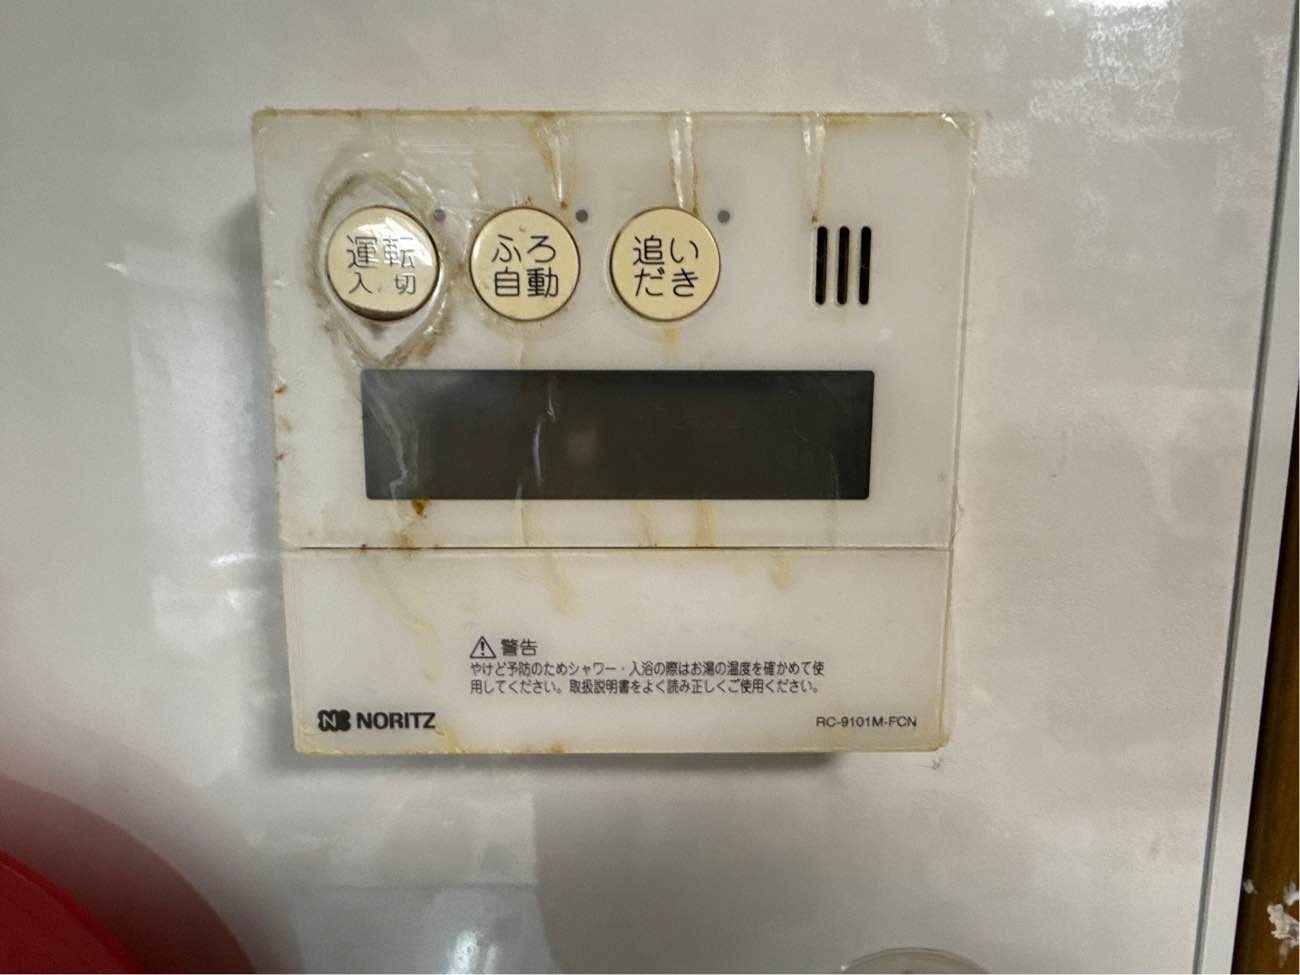 運転
入 切
ふろ
自動
追い
だき
⚠ 警告
やけど予防のためシャワー・入浴の際はお湯の温度を確かめて使
用してください。取扱説明書をよく読み正しくご使用ください。
N NORITZ
RC-9101M-FCN